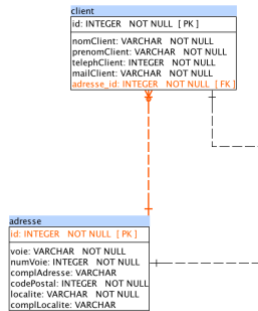 client
id: INTEGER NOT NULL [ PK ]
nomClient: VARCHAR NOT NULL
prenomClient: VARCHAR NOT NULL
telephClient: INTEGER NOT NULL
mailClient: VARCHAR NOT NULL
adresse_id: INTEGER NOT NULL [ FK ]
adresse
id: INTEGER NOT NULL [ PK ]
voie: VARCHAR NOT NULL
numVoie: INTEGER NOT NULL
complAdresse: VARCHAR
codePostal: INTEGER NOT NULL
localite: VARCHAR NOT NULL
complLocalite: VARCHAR